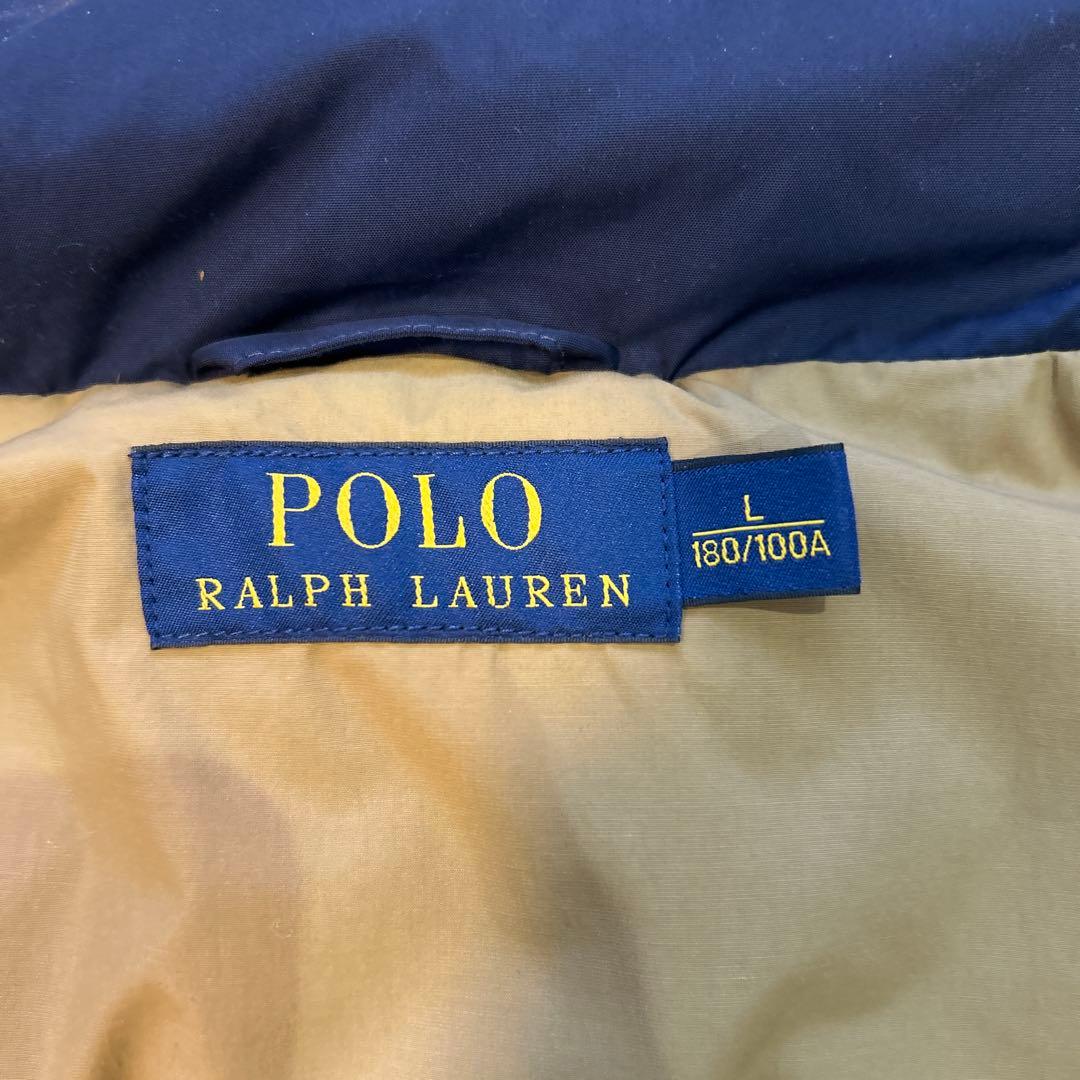 POLO
RALPH LAUREN
L
180/100A